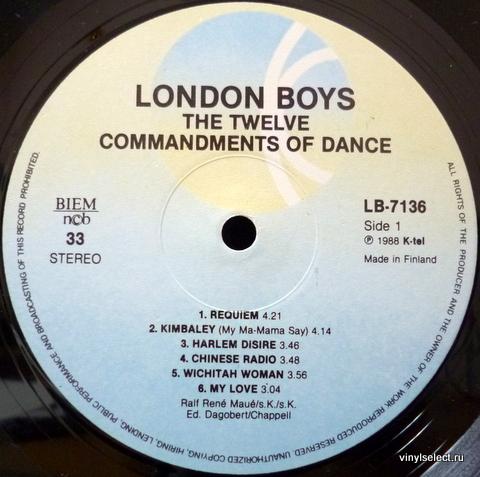 LONDON BOYS
THE TWELVE
COMMANDMENTS OF DANCE
BIEM
ncb
33
STEREO
LB-7136
Side 1
℗ 1988 K-tel
Made in Finland
1. REQUIEM 4.21
2. KIMBALEY (My Ma-Mama Say) 4.14
3. HARLEM DISIRE 3.46
4. CHINESE RADIO 3.48
5. WICHITAH WOMAN 3.56
6. MY LOVE 3.04
Ralf René Maué/s.K./s.K.
Ed. Dagobert/Chappell
ALL RIGHTS OF THE PRODUCER AND THE OWNER OF THE WORK REPRODUCED RESERVED. UNAUTHORIZED COPYING, HIRING, LENDING, PUBLIC PERFORMANCE AND BROADCASTING OF THIS RECORD PROHIBITED.
vinylselect.ru